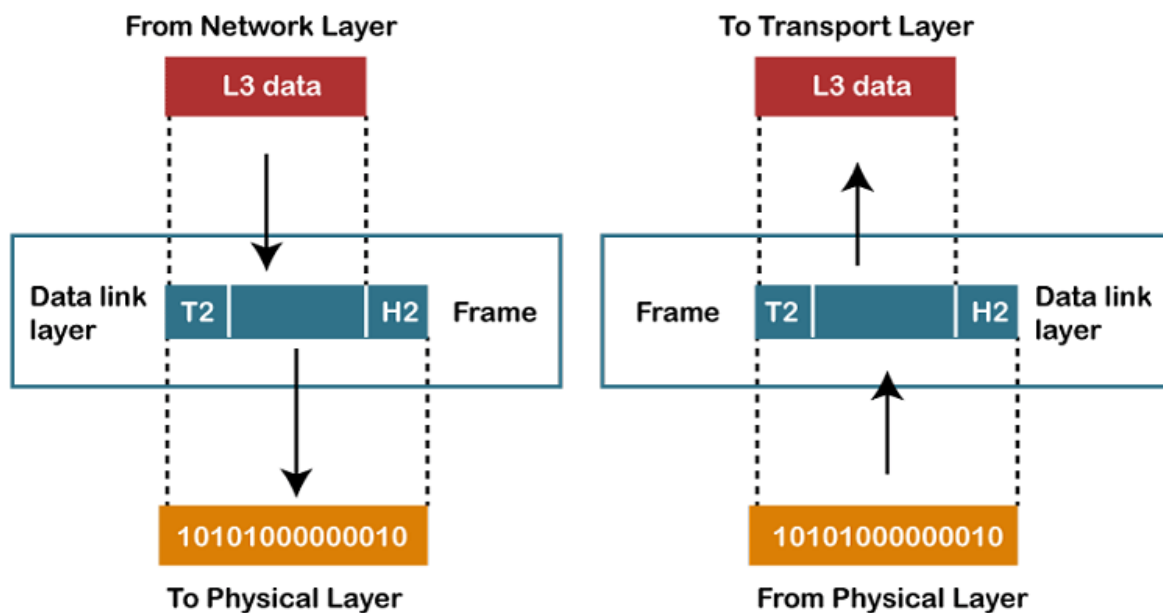 From Network Layer
L3 data
Data link
layer
T2
H2
Frame
10101000000010
To Physical Layer
To Transport Layer
L3 data
Frame
T2
H2
Data link
layer
10101000000010
From Physical Layer